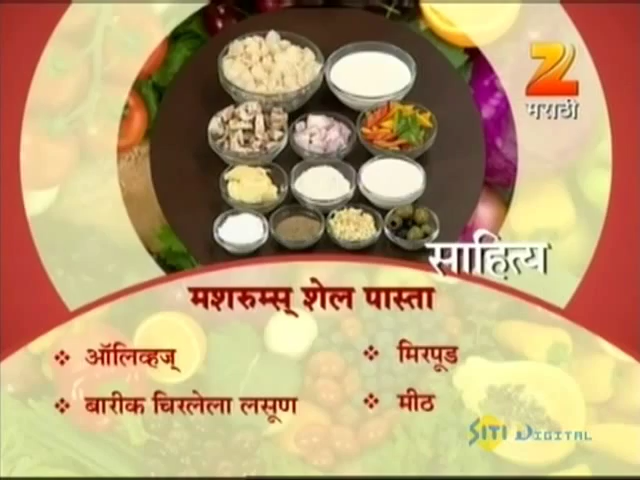 Z
मराठी
साहित्य
मशरुम्स् शेल पास्ता
❖ ऑलिव्हज्
❖ मिरपूड
❖ बारीक चिरलेला लसूण
❖ मीठ
SITI DIGITAL